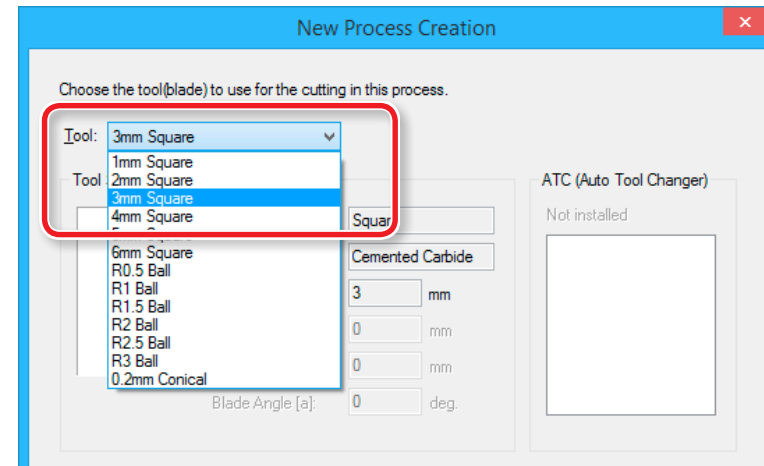 New Process Creation
Choose the tool(blade) to use for the cutting in this process.
Tool: 3mm Square
1mm Square
Tool 2mm Square ATC (Auto Tool Changer)
3mm Square
4mm Square Squar Not installed
6mm Square Cemented Carbide
R0.5 Ball
R1 Ball 3 mm
R1.5 Ball
R2 Ball 0 mm
R2.5 Ball
R3 Ball 0 mm
0.2mm Conical
Blade Angle [a]: 0 deg.